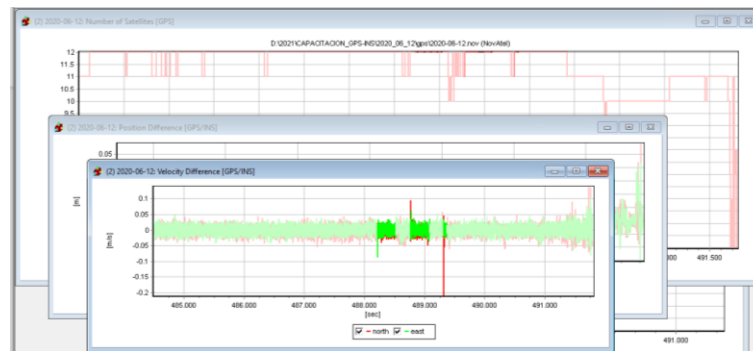 (2) 2020-06-12: Number of Satellites [GPS]
D:\2021\CAPACITACION_GPS-INS\2020_06_12\gps\2020-06-12.nov (NovAtel)
12
11.5
11
10.5
10
9.5
(2) 2020-06-12: Position Difference [GPS/INS]
0.05
[m]
(2) 2020-06-12: Velocity Difference [GPS/INS]
0.1
0.05
0
-0.05
-0.1
-0.15
-0.2
[m/s]
485.000 486.000 487.000 488.000 489.000 490.000 491.000
[sec]
north east
491.000 491.500
491.000